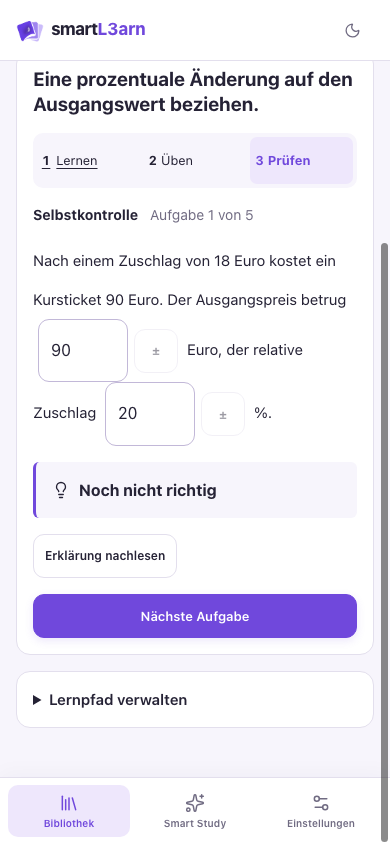 smartL3arn
Eine prozentuale Änderung auf den
Ausgangswert beziehen.
1 Lernen
2 Üben
3 Prüfen
Selbstkontrolle Aufgabe 1 von 5
Nach einem Zuschlag von 18 Euro kostet ein
Kursticket 90 Euro. Der Ausgangspreis betrug
90 ± Euro, der relative
Zuschlag 20 ± %.
Noch nicht richtig
Erklärung nachlesen
Nächste Aufgabe
Lernpfad verwalten
Bibliothek
Smart Study
Einstellungen